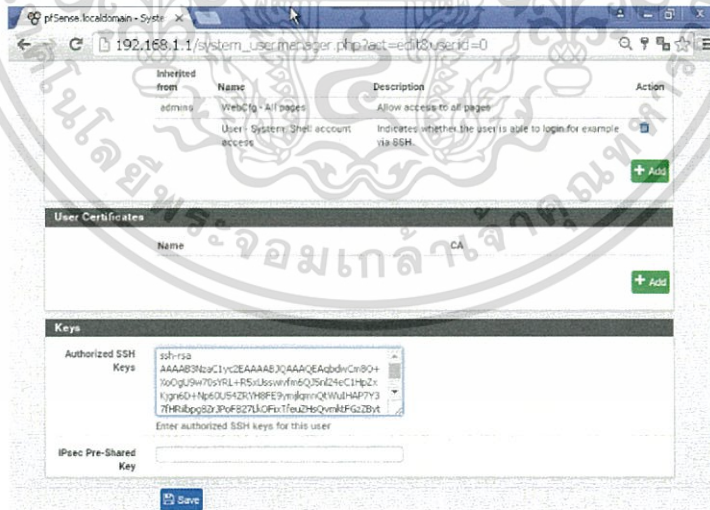 pfSense.localdomain - Syste
192.168.1.1/system_usermanager.php?act=edit&userid=0
Inherited from Name Description Action
admins WebCfg - All pages Allow access to all pages
User - System: Shell account access Indicates whether the user is able to login for example via SSH.
+ Add
User Certificates
Name CA
+ Add
Keys
Authorized SSH Keys
ssh-rsa
Enter authorized SSH keys for this user
IPsec Pre-Shared Key
Save